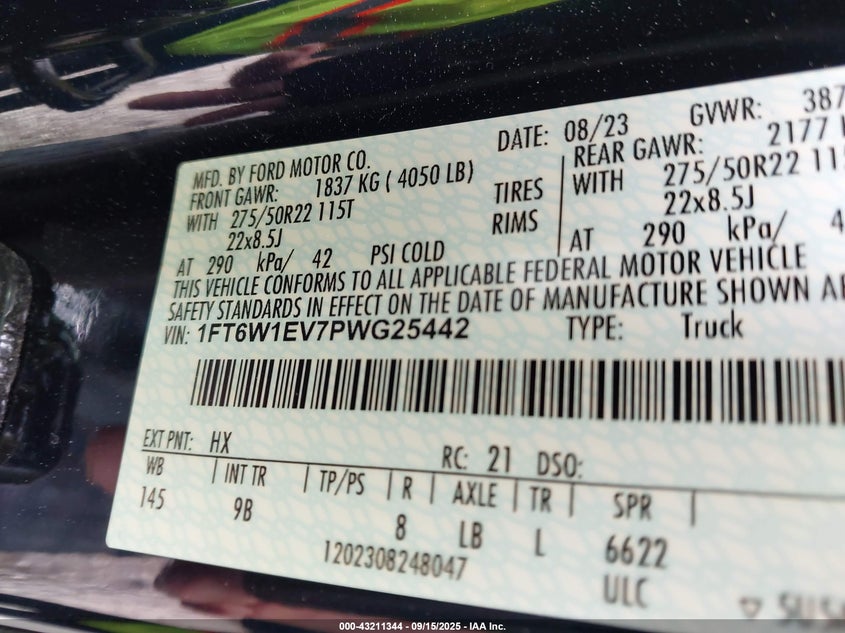 MFD. BY FORD MOTOR CO.
DATE: 08/23 GVWR: 387
FRONT GAWR: 1837 KG ( 4050 LB) REAR GAWR: 2177
WITH 275/50R22 115T TIRES WITH 275/50R22 115
22x8.5J RIMS 22x8.5J
AT 290 kPa/ 42 PSI COLD AT 290 kPa/ 4
THIS VEHICLE CONFORMS TO ALL APPLICABLE FEDERAL MOTOR VEHICLE
SAFETY STANDARDS IN EFFECT ON THE DATE OF MANUFACTURE SHOWN
VIN: 1FT6W1EV7PWG25442 TYPE: Truck
EXT PNT: HX RC: 21 DSO:
WB | INT TR | TP/PS | R | AXLE | TR | SPR |
145 9B 8 LB L 6622
1202308248047 ULC
000-43211344 - 09/15/2025 - IAA Inc.